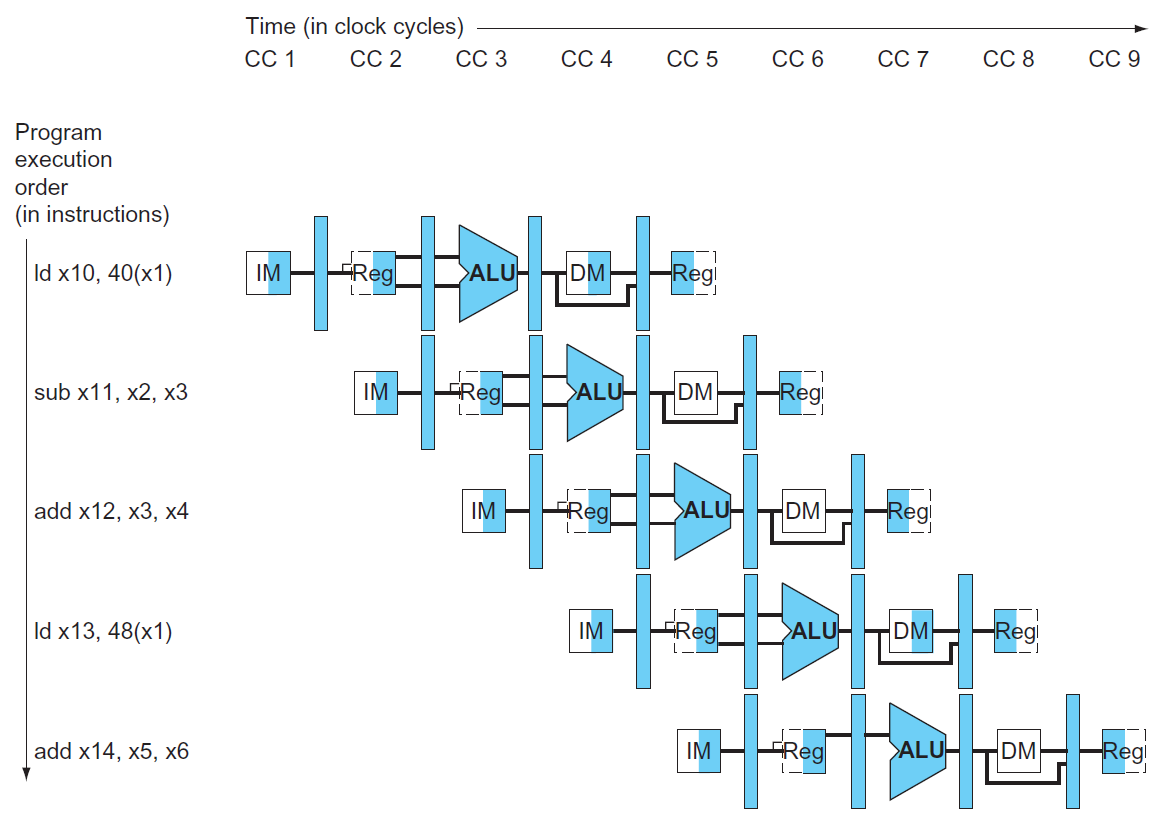 Time (in clock cycles)
CC 1 CC 2 CC 3 CC 4 CC 5 CC 6 CC 7 CC 8 CC 9
Program
execution
order
(in instructions)
ld x10, 40(x1) IM Reg ALU DM Reg
sub x11, x2, x3 IM Reg ALU DM Reg
add x12, x3, x4 IM Reg ALU DM Reg
ld x13, 48(x1) IM Reg ALU DM Reg
add x14, x5, x6 IM Reg ALU DM Reg